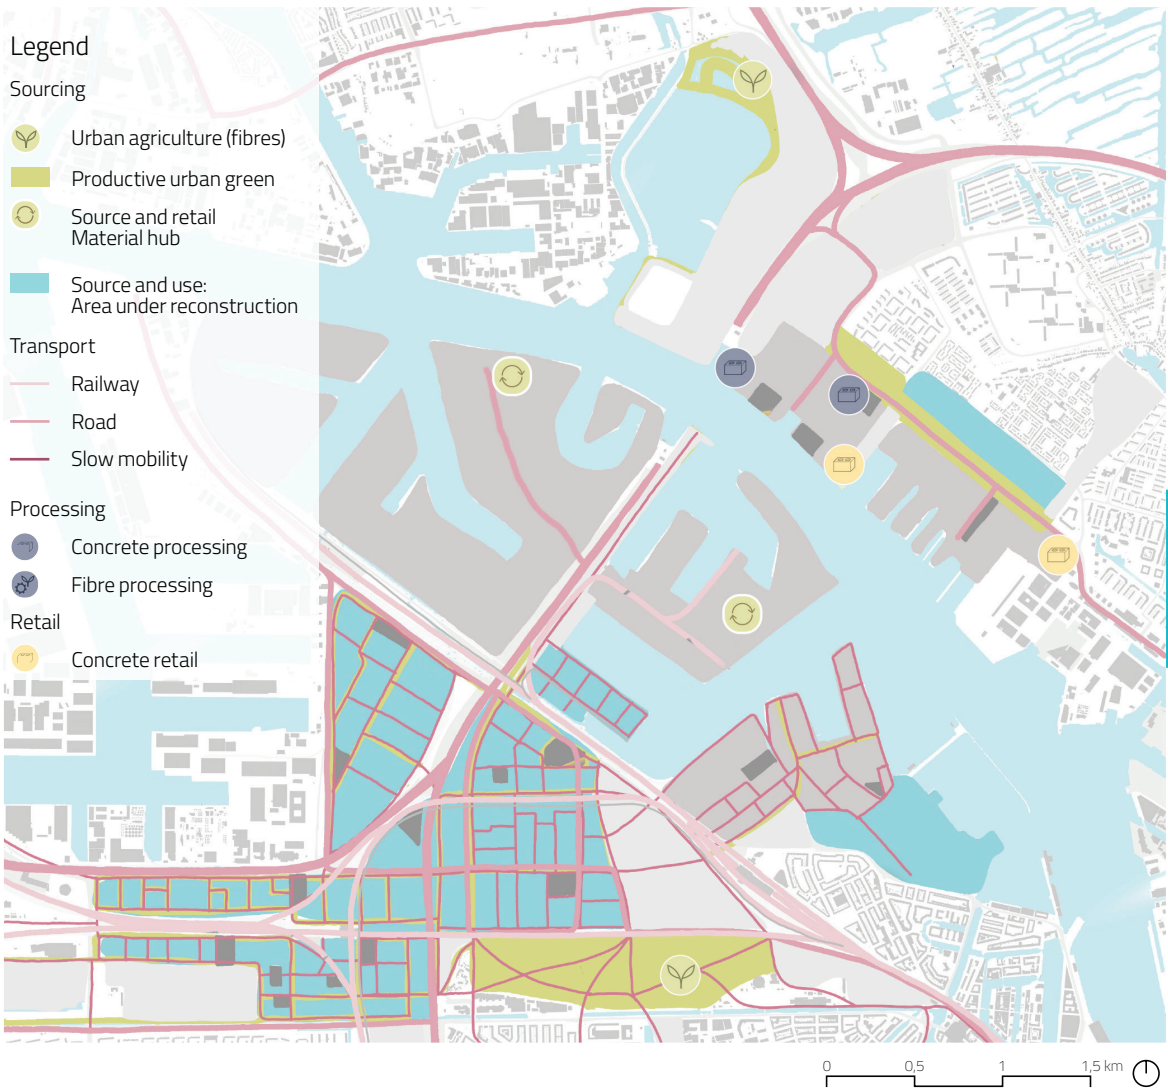 Legend
Sourcing
Urban agriculture (fibres)
Productive urban green
Source and retail
Material hub
Source and use:
Area under reconstruction
Transport
Railway
Road
Slow mobility
Processing
Concrete processing
Fibre processing
Retail
Concrete retail
0 0,5 1 1,5 km